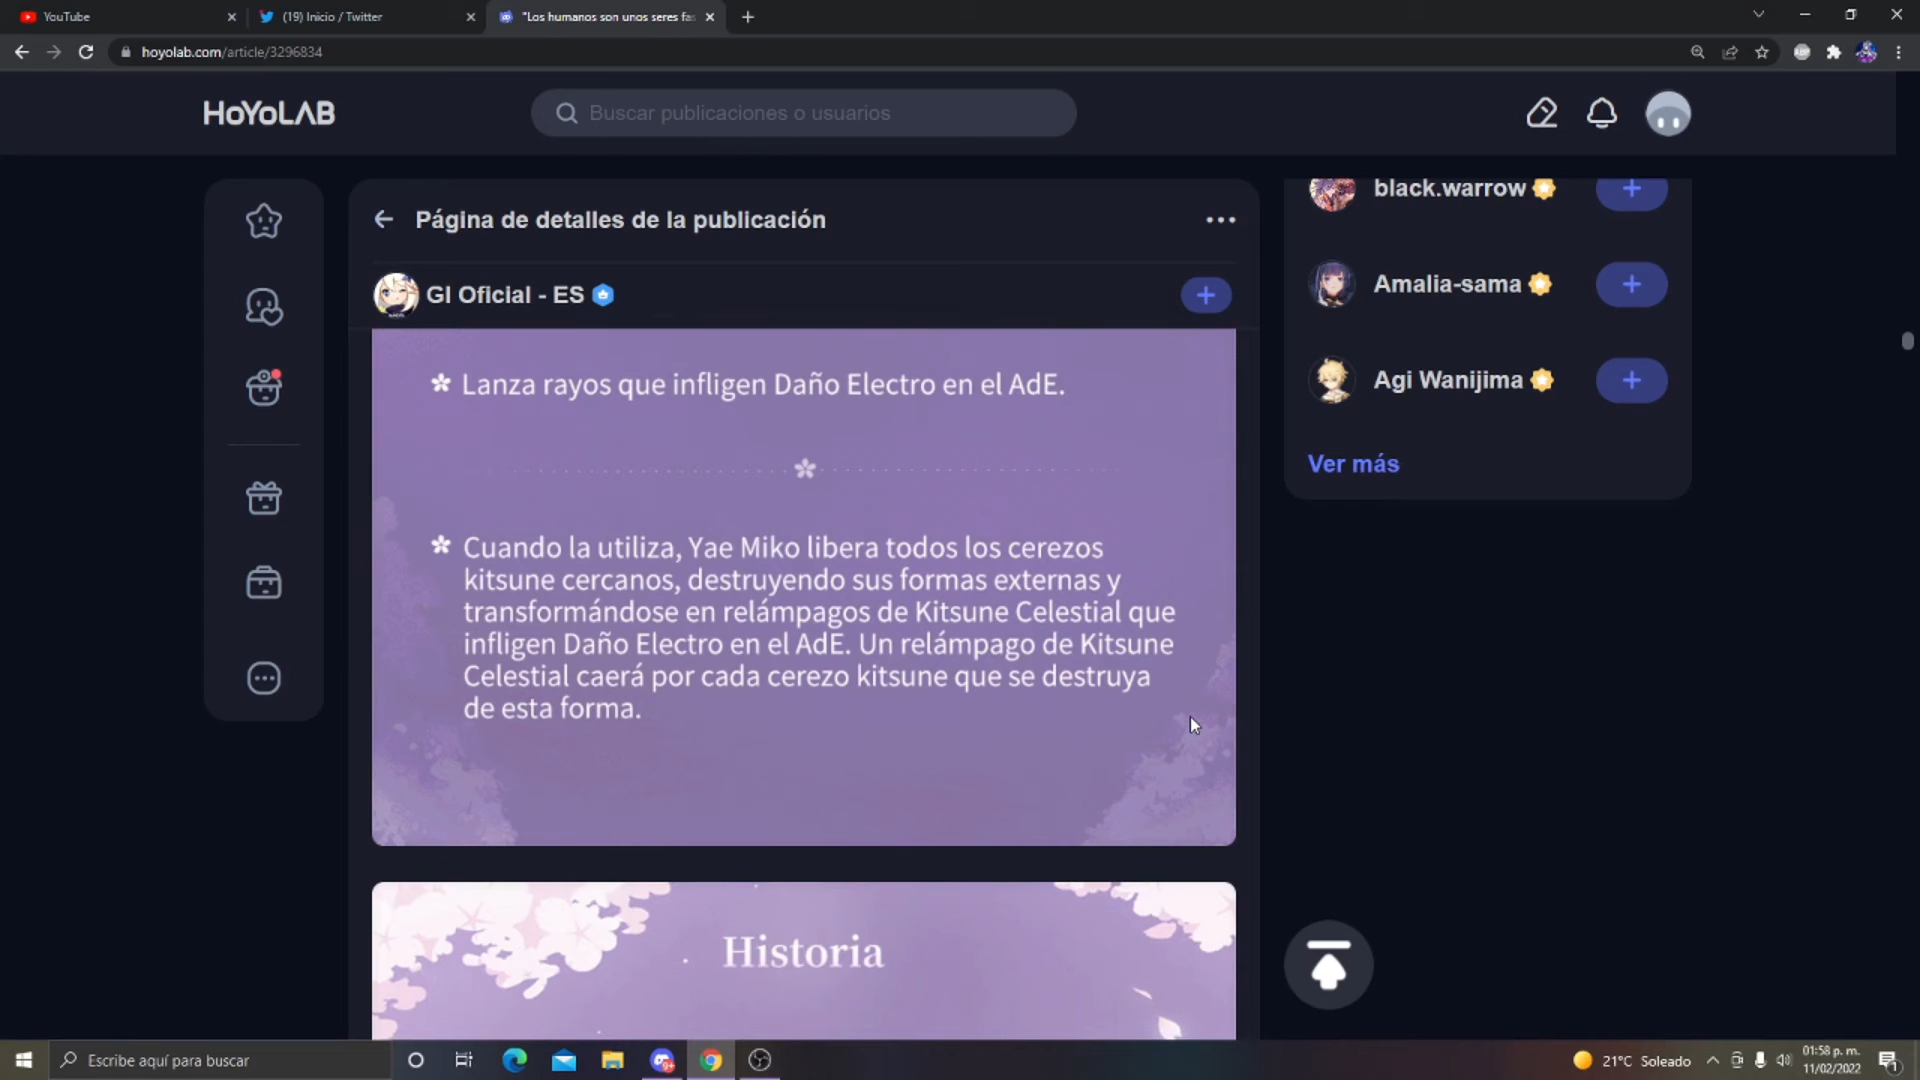 YouTube
(19) Inicio / Twitter
"Los humanos son unos seres fas
hoyolab.com/article/3296834
HoYoLAB
Buscar publicaciones o usuarios
black.warrow
Página de detalles de la publicación
GI Oficial - ES
Amalia-sama
Agi Wanijima
Ver más
Lanza rayos que infligen Daño Electro en el AdE.
Cuando la utiliza, Yae Miko libera todos los cerezos
kitsune cercanos, destruyendo sus formas externas y
transformándose en relámpagos de Kitsune Celestial que
infligen Daño Electro en el AdE. Un relámpago de Kitsune
Celestial caerá por cada cerezo kitsune que se destruya
de esta forma.
Historia
Escribe aquí para buscar
21°C Soleado
01:58 p. m.
11/02/2022